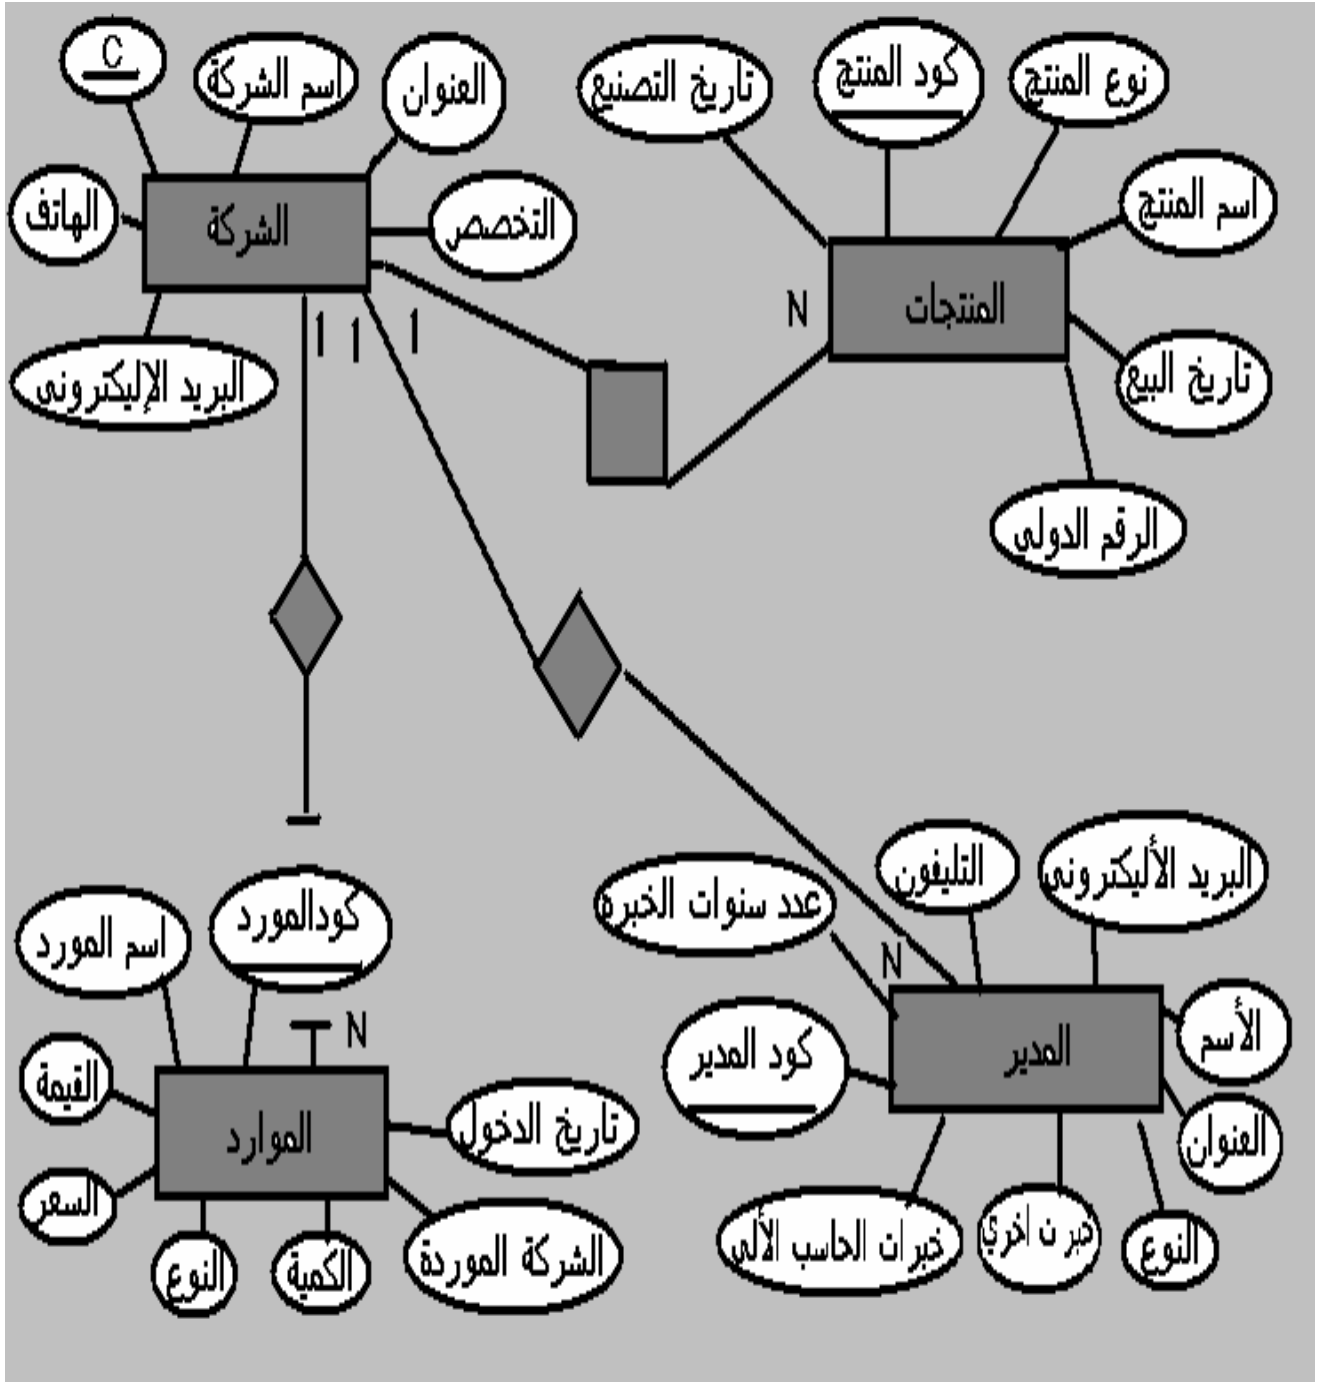 C
اسم الشركة
العنوان
الهاتف
الشركة
التخصص
البريد الإليكترونى
1
1
1
تاريخ التصنيع
كود المنتج
نوع المنتج
اسم المنتج
المنتجات
N
تاريخ البيع
الرقم الدولى
اسم المورد
كودالمورد
N
القيمة
الموارد
تاريخ الدخول
السعر
النوع
الكمية
الشركة الموردة
عدد سنوات الخبرة
التليفون
البريد الأليكترونى
N
كود المدير
المدير
الأسم
العنوان
خبرات الحاسب الألى
اخري
النوع